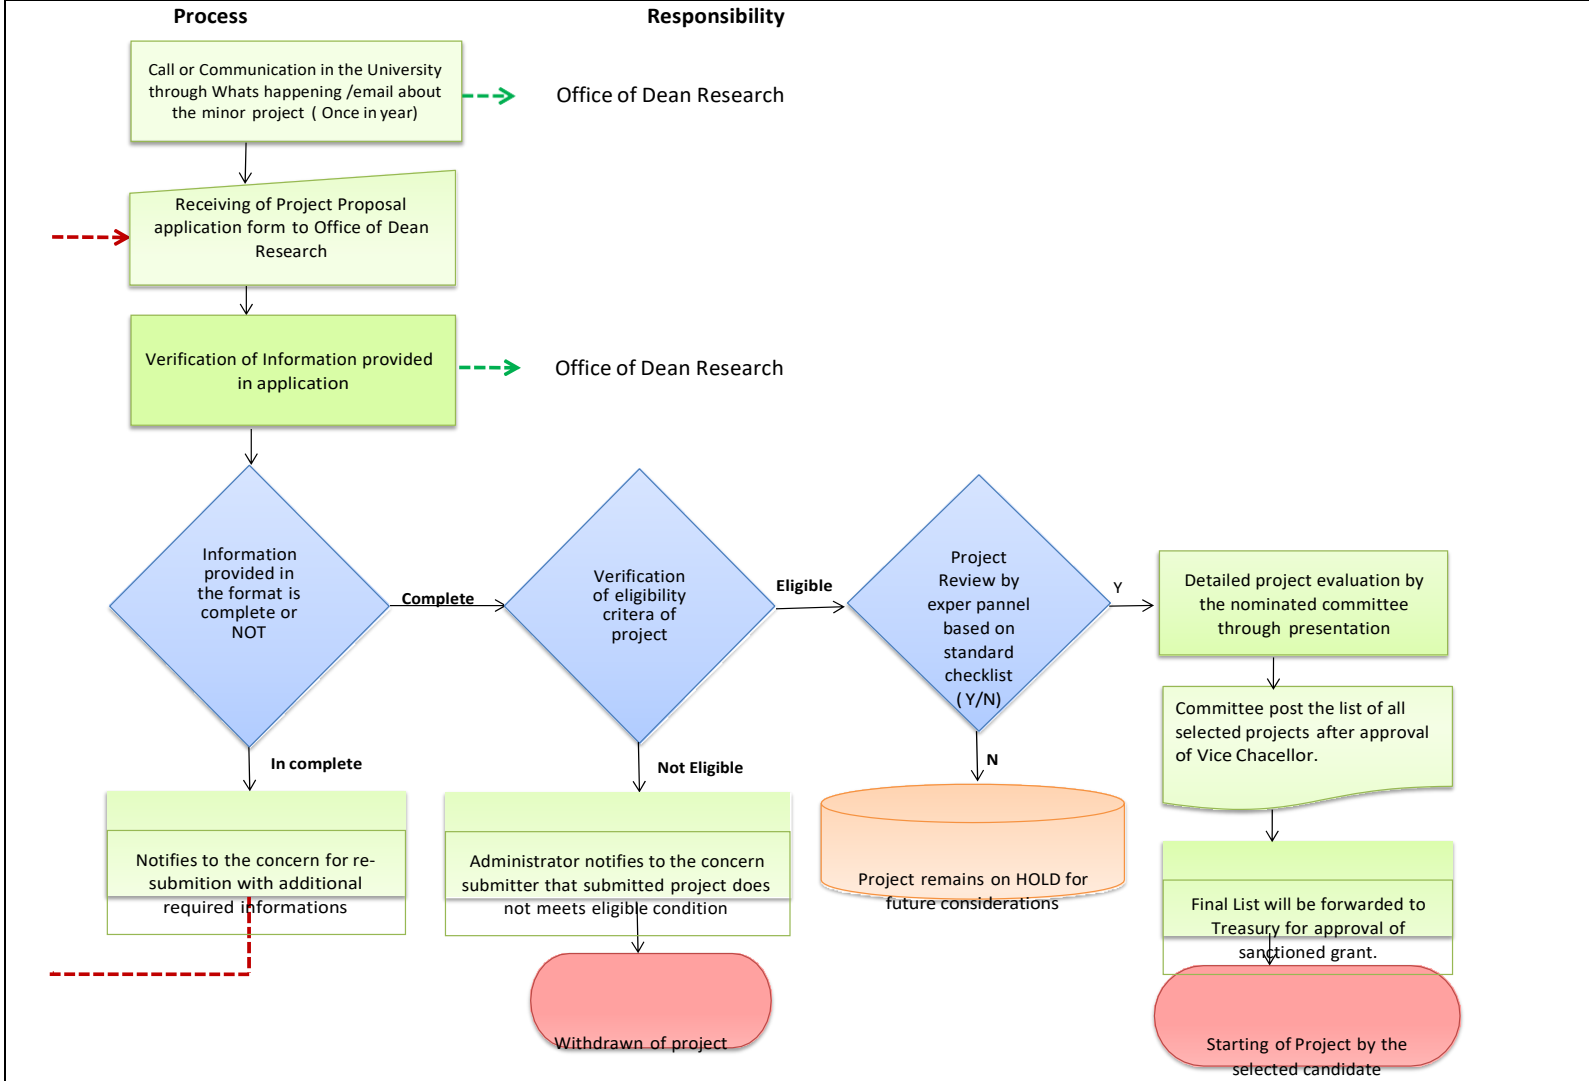 Process
Responsibility
Call or Communication in the University
through Whats happening /email about
the minor project ( Once in year)
Office of Dean Research
Receiving of Project Proposal
application form to Office of Dean
Research
Verification of Information provided
in application
Office of Dean Research
Information
provided in
the format is
complete or
NOT
Complete
Verification
of eligibility
critera of
project
Eligible
Project
Review by
exper pannel
based on
standard
checklist
( Y/N)
Y
Detailed project evaluation by
the nominated committee
through presentation
Committee post the list of all
selected projects after approval
of Vice Chacellor.
In complete
Not Eligible
N
Notifies to the concern for re-
submition with additional
required informations
Administrator notifies to the concern
submitter that submitted project does
not meets eligible condition
Project remains on HOLD for
future considerations
Final List will be forwarded to
Treasury for approval of
sanctioned grant.
Withdrawn of project
Starting of Project by the
selected candidate